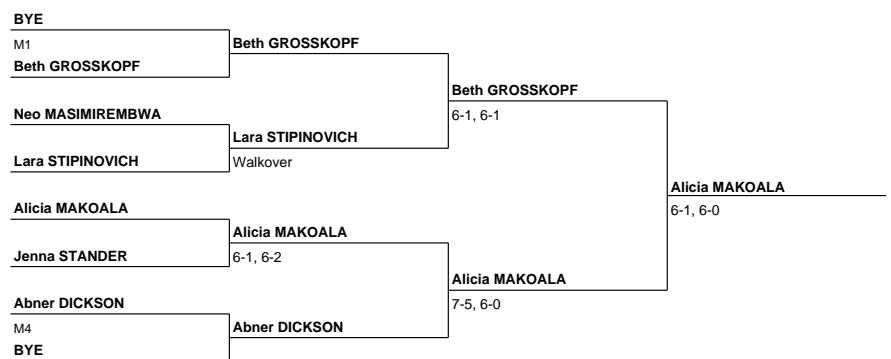 BYE
M1
Beth GROSSKOPF
Beth GROSSKOPF
Beth GROSSKOPF
6-1, 6-1
Neo MASIMIREMBWA
Lara STIPINOVICH
Lara STIPINOVICH
Walkover
Alicia MAKOALA
6-1, 6-0
Alicia MAKOALA
Alicia MAKOALA
Jenna STANDER
6-1, 6-2
Alicia MAKOALA
7-5, 6-0
Abner DICKSON
M4
Abner DICKSON
BYE